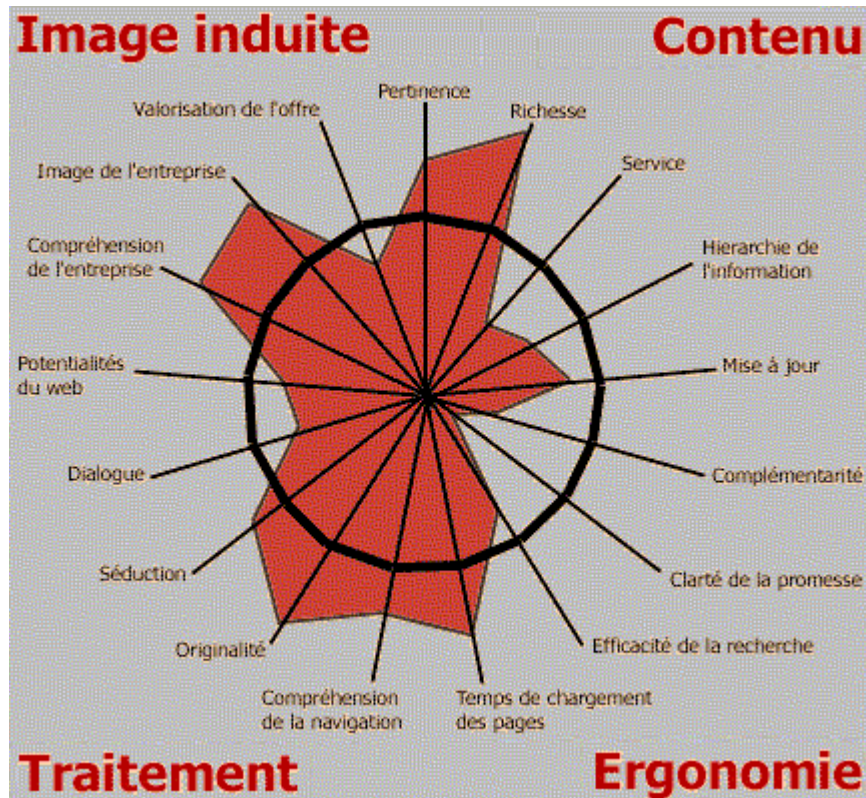 Image induite
Contenu
Pertinence
Valorisation de l'offre
Richesse
Image de l'entreprise
Service
Compréhension
de l'entreprise
Hierarchie de
l'information
Potentialités
du web
Mise à jour
Dialogue
Complémentarité
Séduction
Clarté de la promesse
Originalité
Efficacité de la recherche
Compréhension
de la navigation
Temps de chargement
des pages
Traitement
Ergonomie